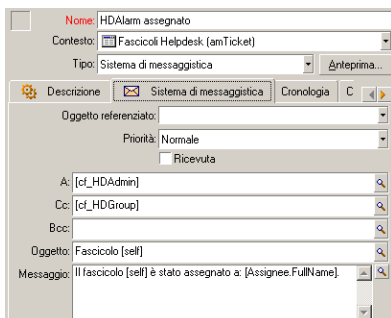 Nome: HDAlarm assegnato
Contesto: Fascicoli Helpdesk (amTicket)
Tipo: Sistema di messaggistica Anteprima...
Descrizione Sistema di messaggistica Cronologia C
Oggetto referenziato:
Priorità: Normale
Ricevuta
A: [cf_HDAdmin]
Cc: [cf_HDGroup]
Bcc:
Oggetto: Fascicolo [self]
Messaggio: Il fascicolo [self] è stato assegnato a: [Assignee.FullName].